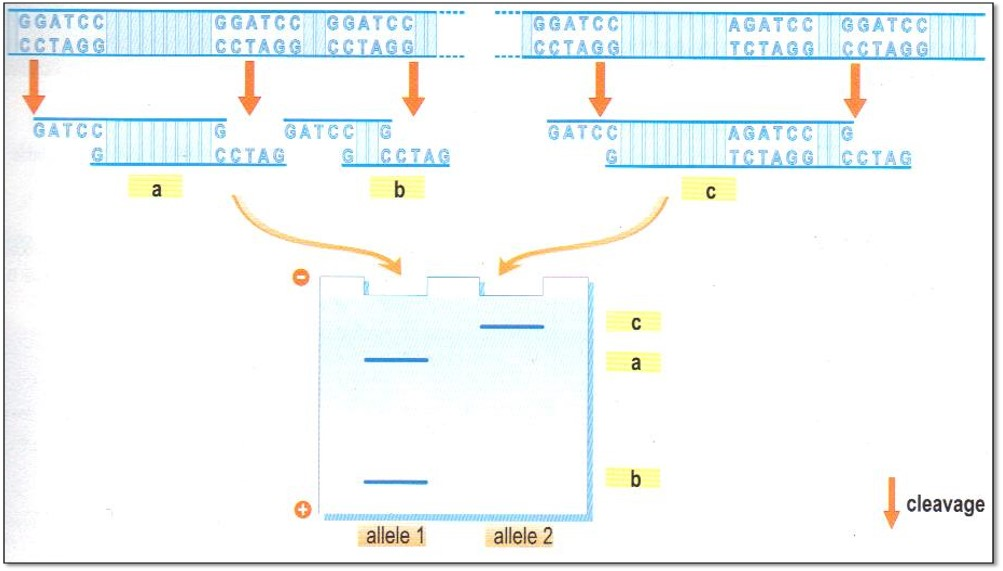 GGATCC GGATCC GGATCC GGATCC AGATCC GGATCC
CCTAGG CCTAGG CCTAGG CCTAGG TCTAGG CCTAGG
GATCC G GATCC G GATCC AGATCC G
G CCTAG G CCTAG G TCTAGG CCTAG
a b c
−
c
a
b
+
allele 1 allele 2
cleavage